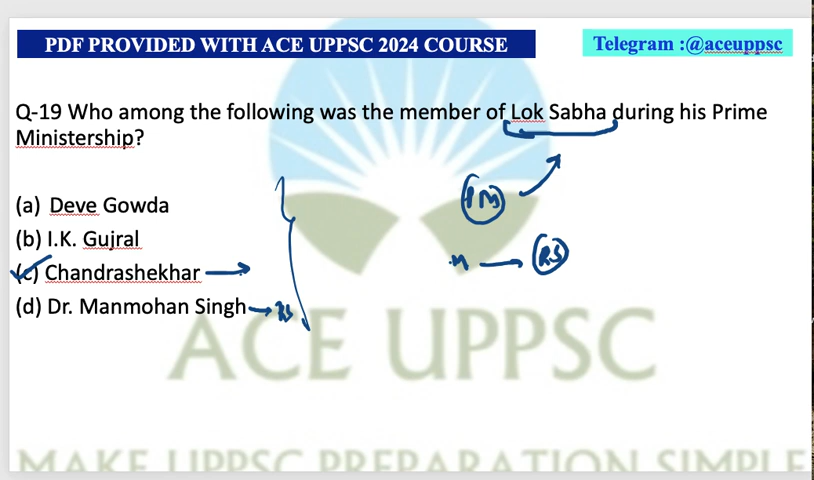 PDF PROVIDED WITH ACE UPPSC 2024 COURSE
Telegram :@aceuppsc
Q-19 Who among the following was the member of Lok Sabha during his Prime
Ministership?
PM
(a) Deve Gowda
(b) I.K. Gujral
R.S
(c) Chandrashekhar
(d) Dr. Manmohan Singh
ACE UPPSC
MAKE UPPSC PREPARATION SIMPLE